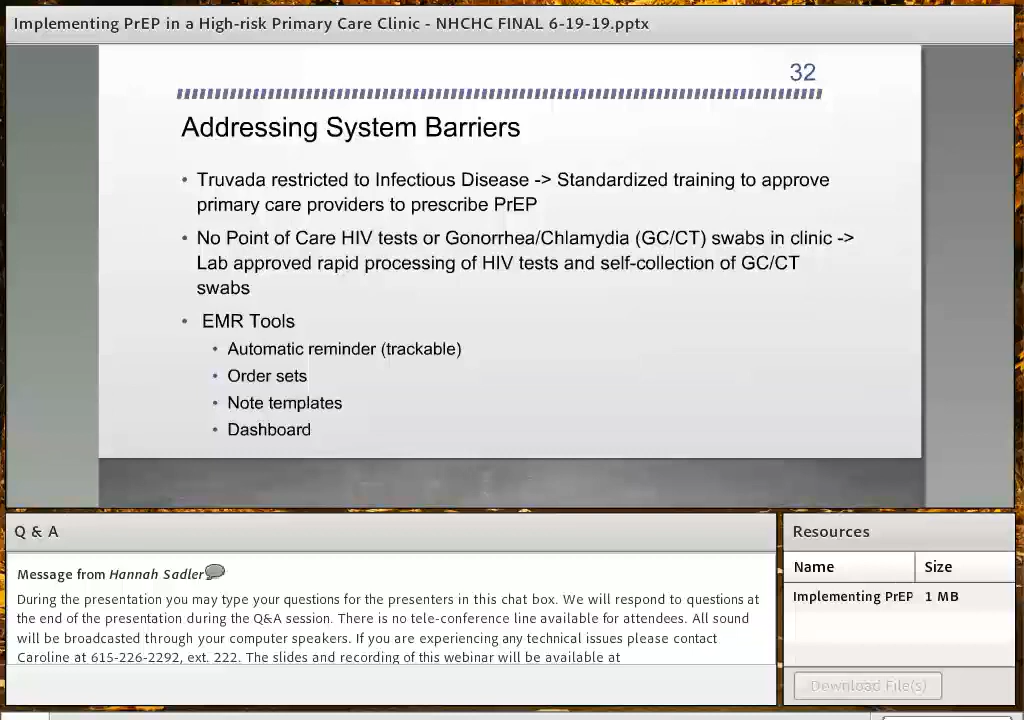 Implementing PrEP in a High-risk Primary Care Clinic - NHCHC FINAL 6-19-19.pptx
32
Addressing System Barriers
• Truvada restricted to Infectious Disease -> Standardized training to approve
primary care providers to prescribe PrEP
• No Point of Care HIV tests or Gonorrhea/Chlamydia (GC/CT) swabs in clinic ->
Lab approved rapid processing of HIV tests and self-collection of GC/CT
swabs
• EMR Tools
• Automatic reminder (trackable)
• Order sets
• Note templates
• Dashboard
Q & A
Message from Hannah Sadler
During the presentation you may type your questions for the presenters in this chat box. We will respond to questions at
the end of the presentation during the Q&A session. There is no tele-conference line available for attendees. All sound
will be broadcasted through your computer speakers. If you are experiencing any technical issues please contact
Caroline at 615-226-2292, ext. 222. The slides and recording of this webinar will be available at
Resources
Name Size
Implementing PrEP 1 MB
Download File(s)